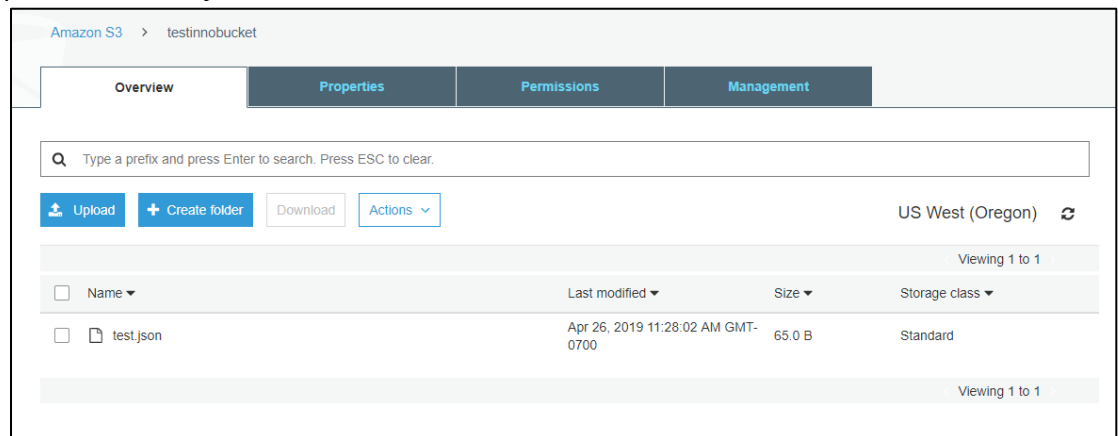 Amazon S3 > testinnobucket
Overview Properties Permissions Management
Type a prefix and press Enter to search. Press ESC to clear.
Upload + Create folder Download Actions
US West (Oregon)
Viewing 1 to 1
Name Last modified Size Storage class
test.json Apr 26, 2019 11:28:02 AM GMT- 65.0 B Standard
0700
Viewing 1 to 1